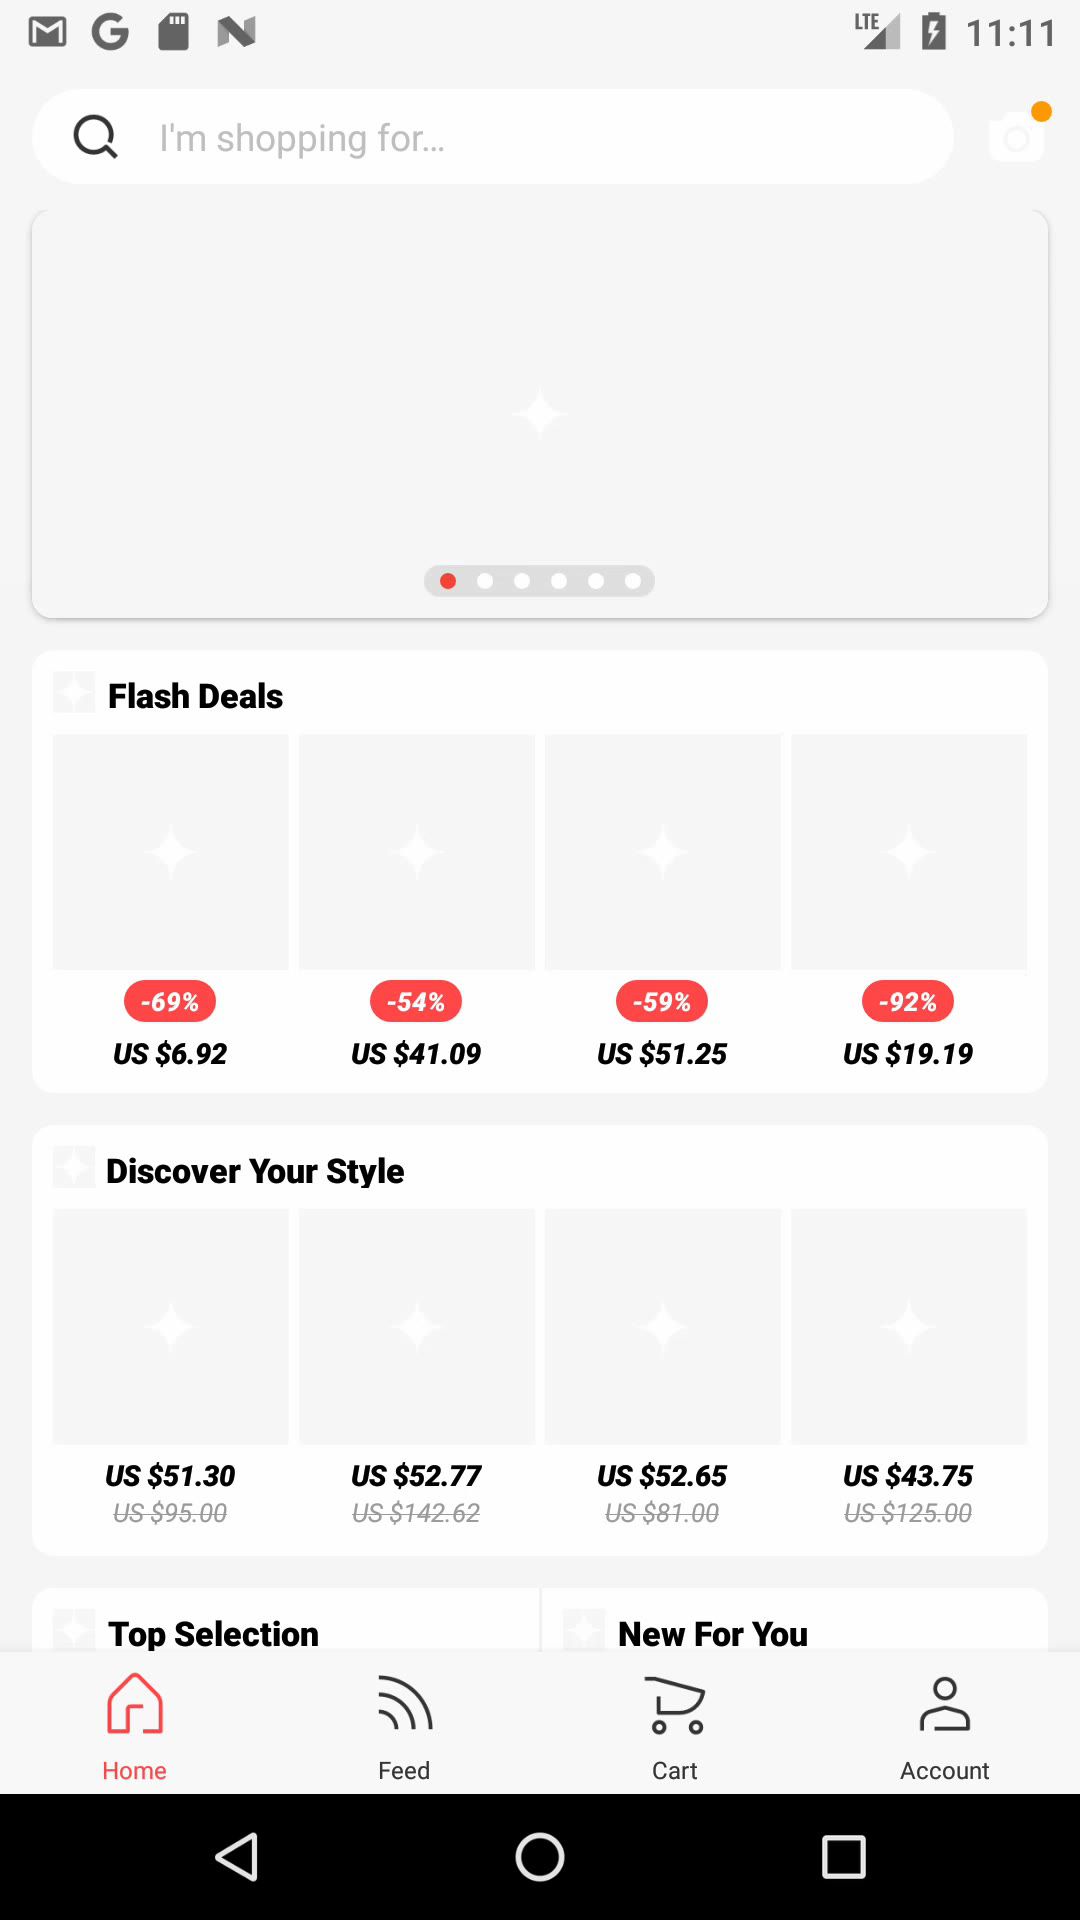 LTE 11:11
I'm shopping for...
Flash Deals
-69% -54% -59% -92%
US $6.92 US $41.09 US $51.25 US $19.19
Discover Your Style
US $51.30 US $52.77 US $52.65 US $43.75
US $95.00 US $142.62 US $81.00 US $125.00
Top Selection New For You
Home Feed Cart Account